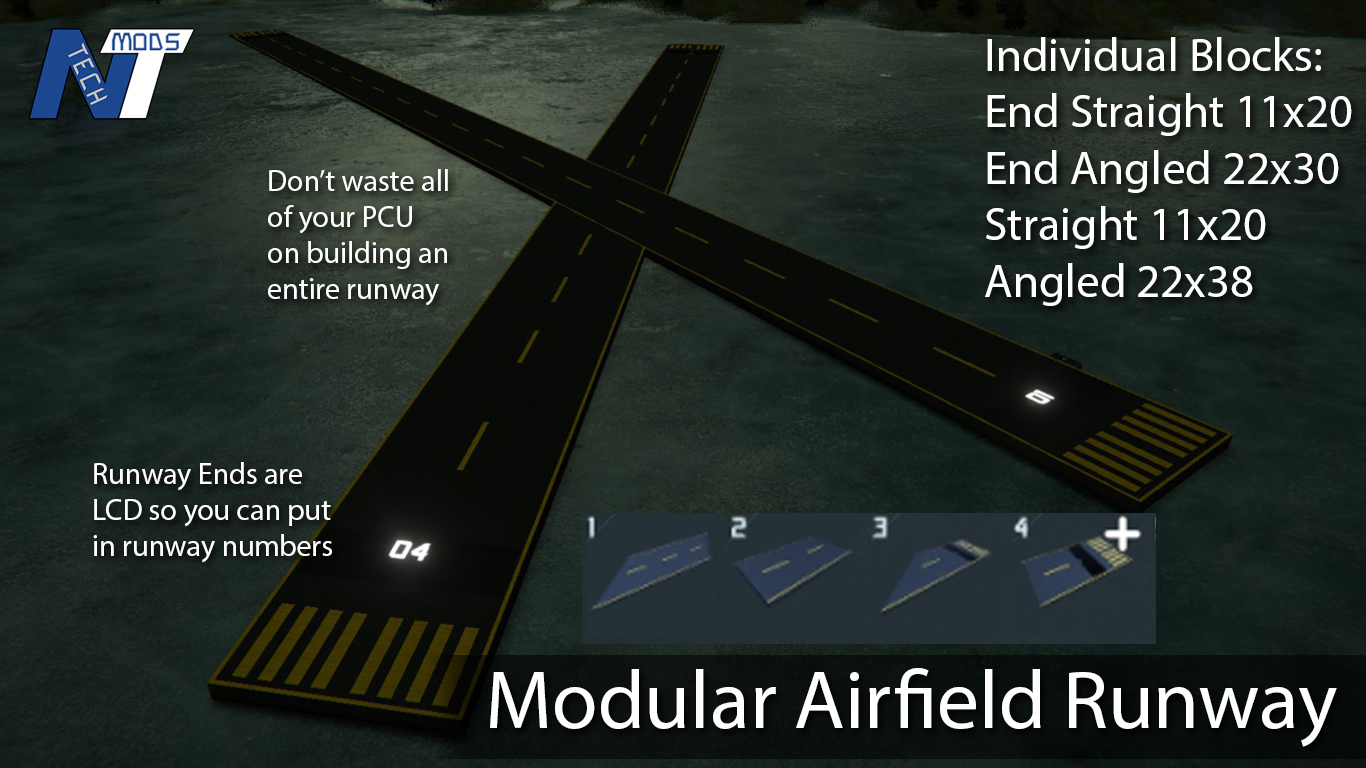 NT
TECH
MODS
Individual Blocks:
End Straight 11x20
End Angled 22x30
Straight 11x20
Angled 22x38
Don't waste all
of your PCU
on building an
entire runway
6
Runway Ends are
LCD so you can put
in runway numbers
04
1 2 3 4
Modular Airfield Runway